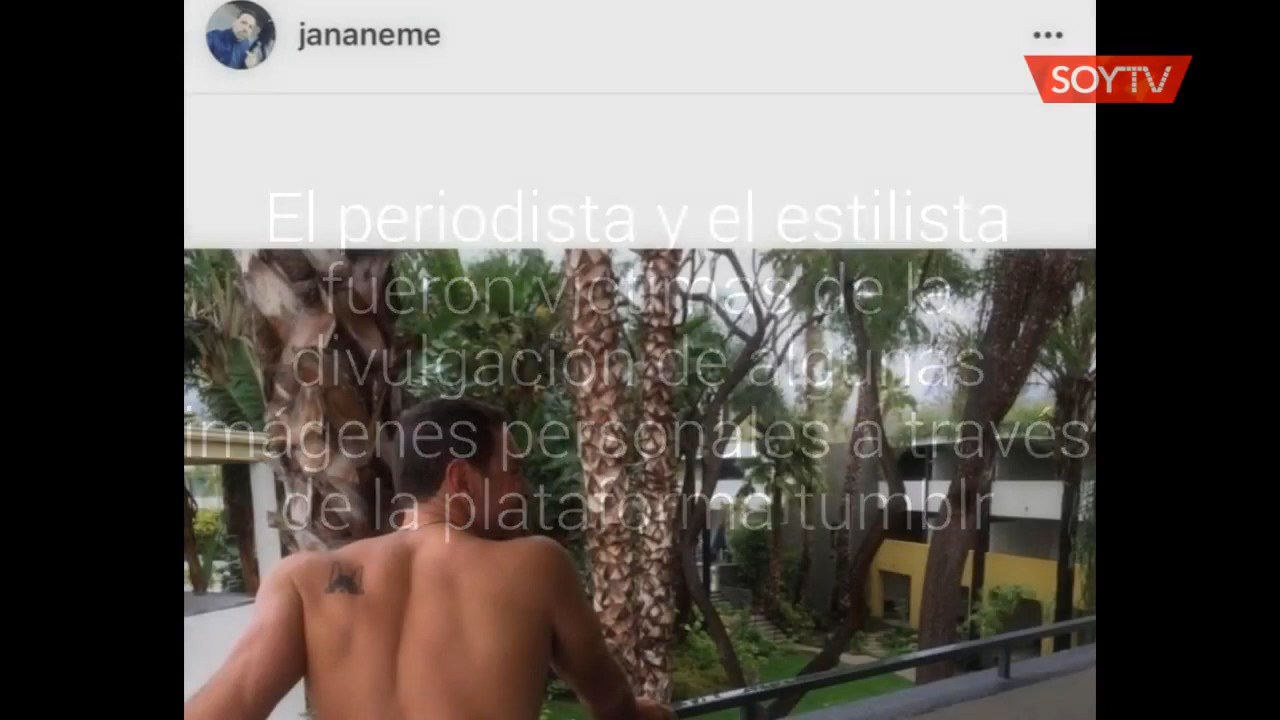 jananeme
SOYTV
El periodista y el estilista
fueron víctimas de la
divulgación de algunas
imágenes personales a través
de la plataforma tumblr